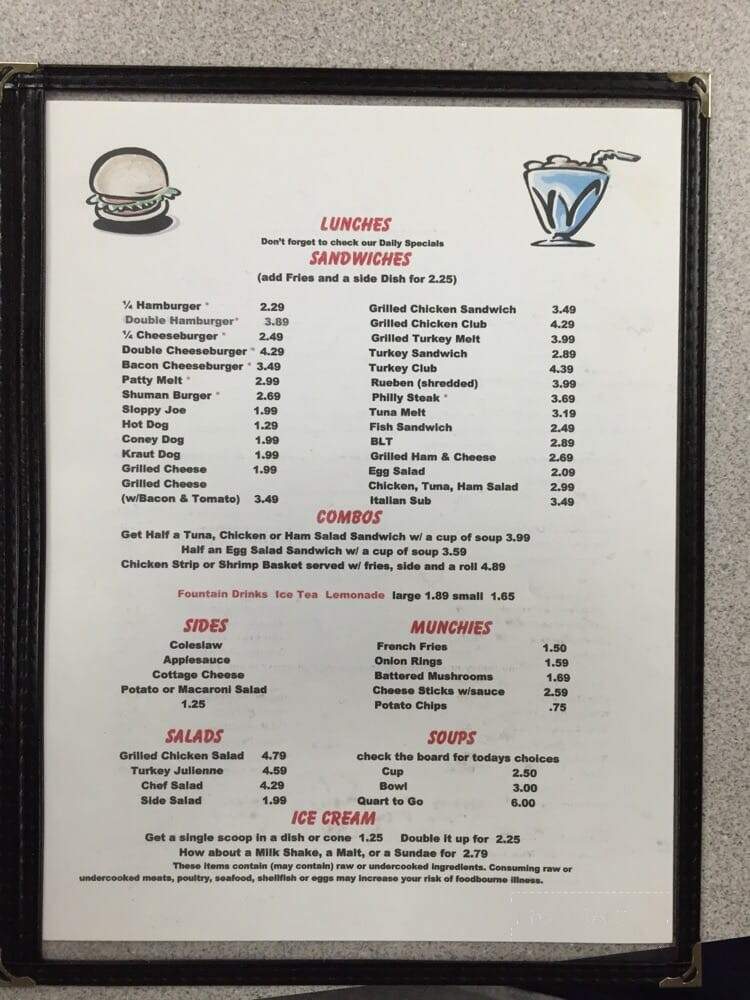 LUNCHES
Don't forget to check our Daily Specials
SANDWICHES
(add Fries and a side Dish for 2.25)
¼ Hamburger * 2.29
Double Hamburger* 3.89
¼ Cheeseburger * 2.49
Double Cheeseburger * 4.29
Bacon Cheeseburger * 3.49
Patty Melt * 2.99
Shuman Burger * 2.69
Sloppy Joe 1.99
Hot Dog 1.29
Coney Dog 1.99
Kraut Dog 1.99
Grilled Cheese 1.99
Grilled Cheese
(w/Bacon & Tomato) 3.49
Grilled Chicken Sandwich 3.49
Grilled Chicken Club 4.29
Grilled Turkey Melt 3.99
Turkey Sandwich 2.89
Turkey Club 4.39
Rueben (shredded) 3.99
Philly Steak * 3.69
Tuna Melt 3.19
Fish Sandwich 2.49
BLT 2.89
Grilled Ham & Cheese 2.69
Egg Salad 2.09
Chicken, Tuna, Ham Salad 2.99
Italian Sub 3.49
COMBOS
Get Half a Tuna, Chicken or Ham Salad Sandwich w/ a cup of soup 3.99
Half an Egg Salad Sandwich w/ a cup of soup 3.59
Chicken Strip or Shrimp Basket served w/ fries, side and a roll 4.89
Fountain Drinks Ice Tea Lemonade large 1.89 small 1.65
SIDES
Coleslaw
Applesauce
Cottage Cheese
Potato or Macaroni Salad
1.25
MUNCHIES
French Fries 1.50
Onion Rings 1.59
Battered Mushrooms 1.69
Cheese Sticks w/sauce 2.59
Potato Chips .75
SALADS
Grilled Chicken Salad 4.79
Turkey Julienne 4.59
Chef Salad 4.29
Side Salad 1.99
SOUPS
check the board for todays choices
Cup 2.50
Bowl 3.00
Quart to Go 6.00
ICE CREAM
Get a single scoop in a dish or cone 1.25 Double it up for 2.25
How about a Milk Shake, a Malt, or a Sundae for 2.79
These items contain (may contain) raw or undercooked ingredients. Consuming raw or
undercooked meats, poultry, seafood, shellfish or eggs may increase your risk of foodbourne illness.